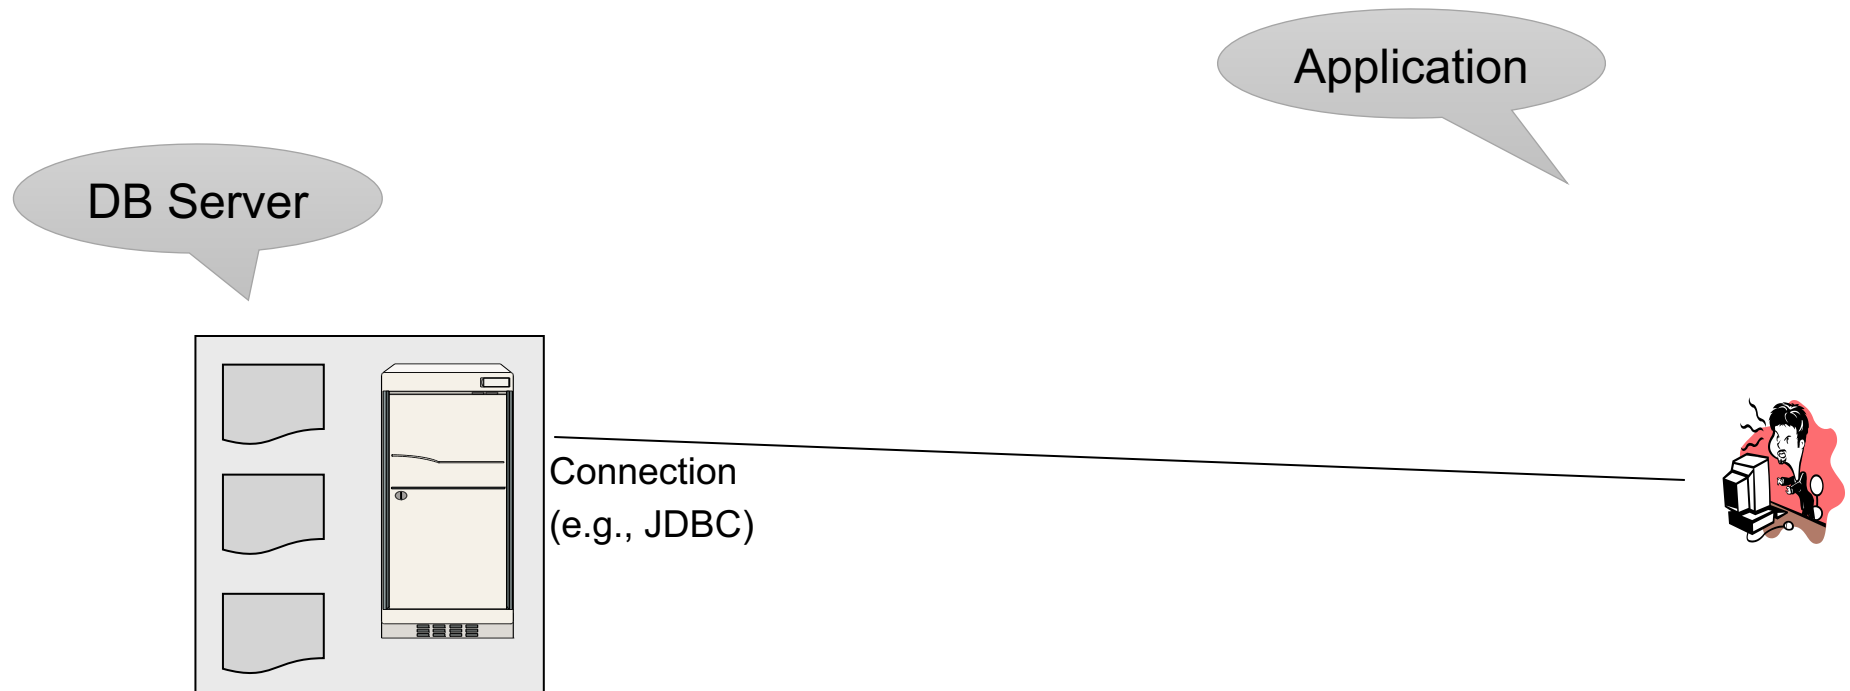 Application
DB Server
Connection
(e.g., JDBC)